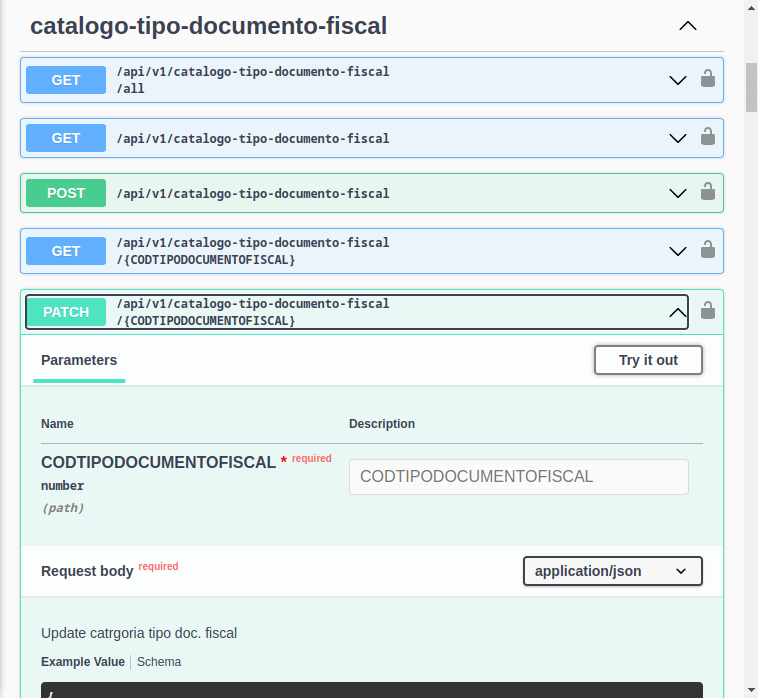 catalogo-tipo-documento-fiscal
GET /api/v1/catalogo-tipo-documento-fiscal
/all
GET /api/v1/catalogo-tipo-documento-fiscal
POST /api/v1/catalogo-tipo-documento-fiscal
GET /api/v1/catalogo-tipo-documento-fiscal
/{CODTIPODOCUMENTOFISCAL}
PATCH /api/v1/catalogo-tipo-documento-fiscal
/{CODTIPODOCUMENTOFISCAL}
Parameters Try it out
Name Description
CODTIPODOCUMENTOFISCAL * required
number
(path)
CODTIPODOCUMENTOFISCAL
Request body required application/json
Update catrgoria tipo doc. fiscal
Example Value Schema
{